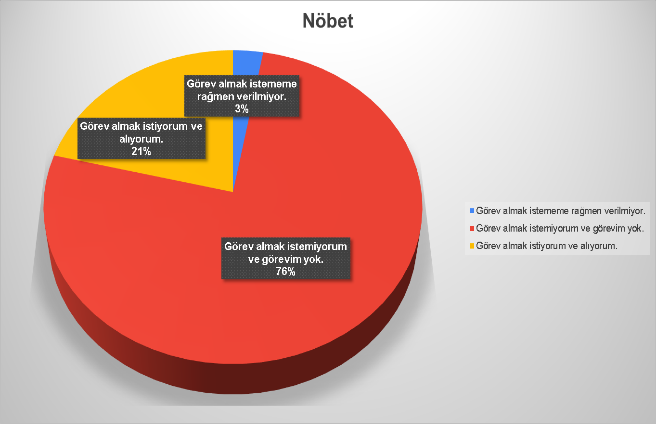 Nöbet
Görev almak istememe
rağmen verilmiyor.
3%
Görev almak istiyorum ve
alıyorum.
21%
Görev almak istemiyorum
ve görevim yok.
76%
Görev almak istememe rağmen verilmiyor.
Görev almak istemiyorum ve görevim yok.
Görev almak istiyorum ve alıyorum.